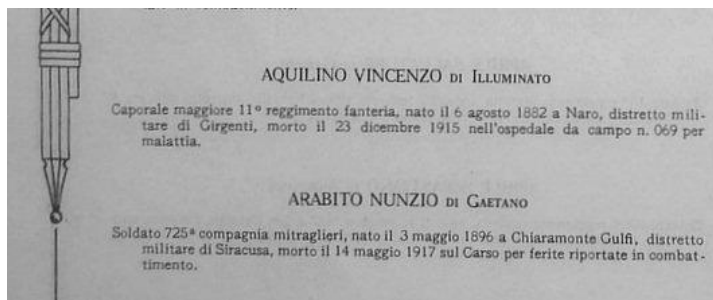 AQUILINO VINCENZO DI ILLUMINATO
Caporale maggiore 11º reggimento fanteria, nato il 6 agosto 1882 a Naro, distretto mili-
tare di Girgenti, morto il 23 dicembre 1915 nell'ospedale da campo n. 069 per
malattia.
ARABITO NUNZIO DI GAETANO
Soldato 725ª compagnia mitraglieri, nato il 3 maggio 1896 a Chiaramonte Gulfi, distretto
militare di Siracusa, morto il 14 maggio 1917 sul Carso per ferite riportate in combat-
timento.